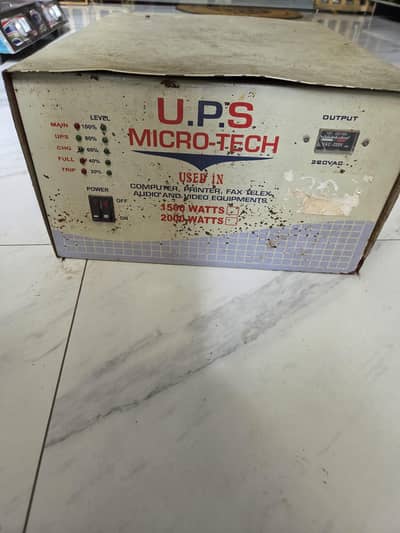 U.P.S
MICRO-TECH
USED IN
COMPUTER, PRINTER, FAX TELEX,
AUDIO AND VIDEO EQUIPMENTS
1500 WATTS
2000 WATTS
LEVEL
MAIN 100%
UPS 80%
CHG 60%
FULL 40%
TRIP 20%
POWER
OFF
ON
OUTPUT
220VAC